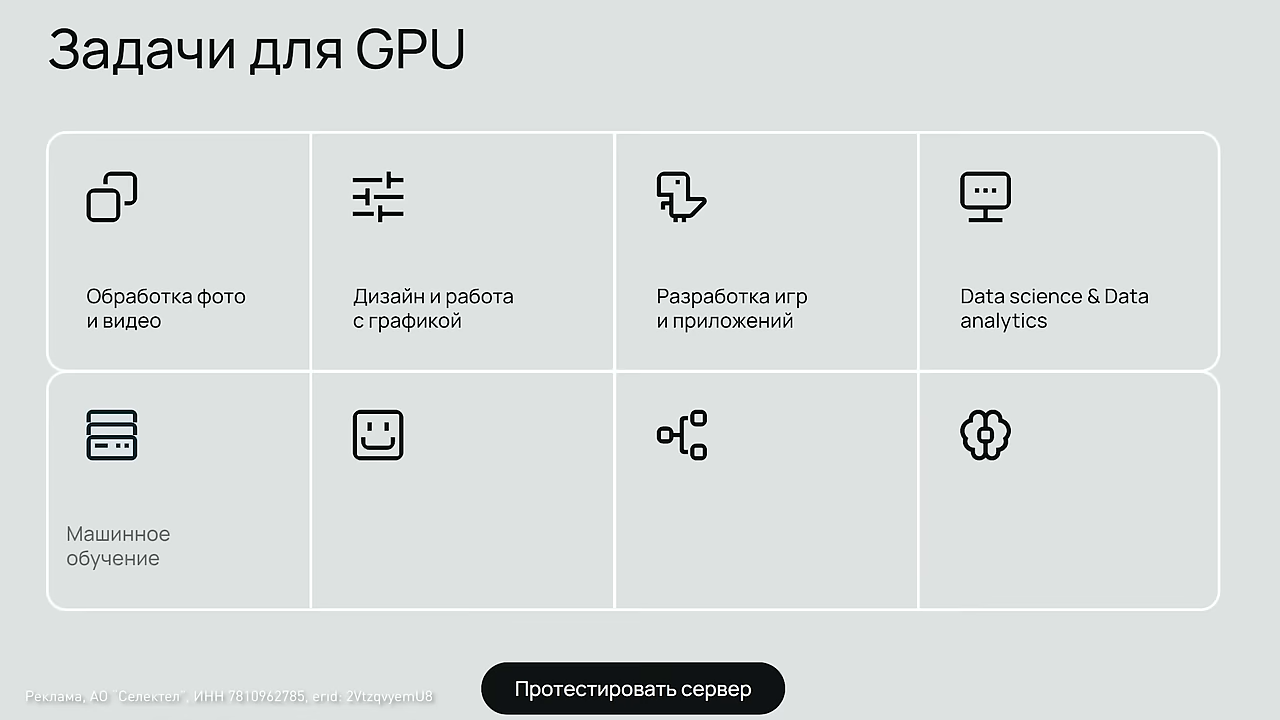 Задачи для GPU
Обработка фото
и видео
Дизайн и работа
с графикой
Разработка игр
и приложений
Data science & Data
analytics
Машинное
обучение
Протестировать сервер
Реклама, АО "Селектел", ИНН 7810962785, erid: 2VtzqvyemU8